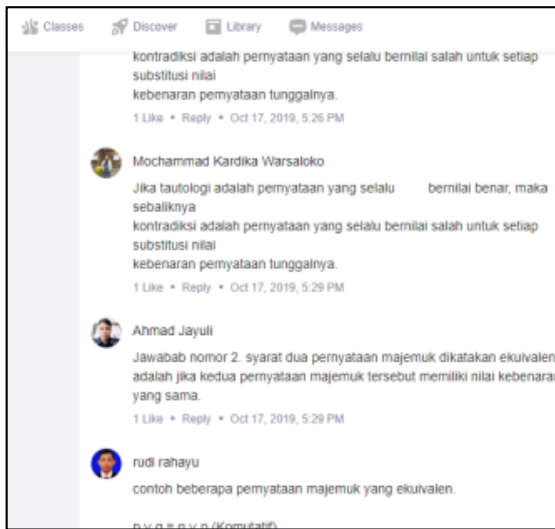 Classes Discover Library Messages
kontradiksi adalah pernyataan yang selalu bernilai salah untuk setiap
substitusi nilai
kebenaran pernyataan tunggalnya.
1 Like • Reply • Oct 17, 2019, 5:26 PM
Mochammad Kardika Warsaloko
Jika tautologi adalah pernyataan yang selalu bernilai benar, maka
sebaliknya
kontradiksi adalah pernyataan yang selalu bernilai salah untuk setiap
substitusi nilai
kebenaran pernyataan tunggalnya.
1 Like • Reply • Oct 17, 2019, 5:29 PM
Ahmad Jayuli
Jawabab nomor 2. syarat dua pernyataan majemuk dikatakan ekuivalen
adalah jika kedua pernyataan majemuk tersebut memiliki nilai kebenaran
yang sama.
1 Like • Reply • Oct 17, 2019, 5:29 PM
rudi rahayu
contoh beberapa pernyataan majemuk yang ekuivalen.
p v q ≡ q v p (Komutatif)